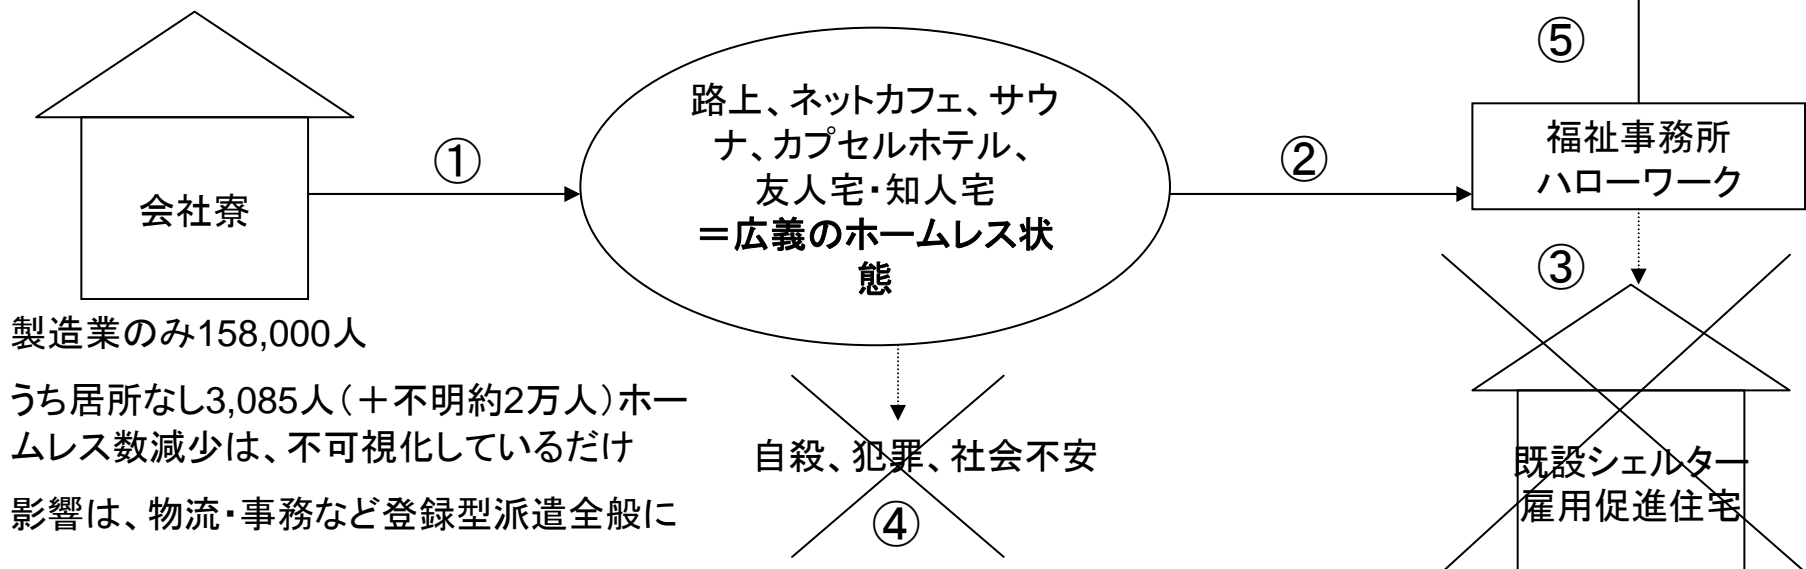 会社寮
①
路上、ネットカフェ、サウ
ナ、カプセルホテル、
友人宅・知人宅
＝広義のホームレス状
態
②
⑤
福祉事務所
ハローワーク
③
既設シェルター
雇用促進住宅
製造業のみ158,000人
うち居所なし3,085人（＋不明約2万人）ホー
ムレス数減少は、不可視化しているだけ
影響は、物流・事務など登録型派遣全般に
自殺、犯罪、社会不安
④